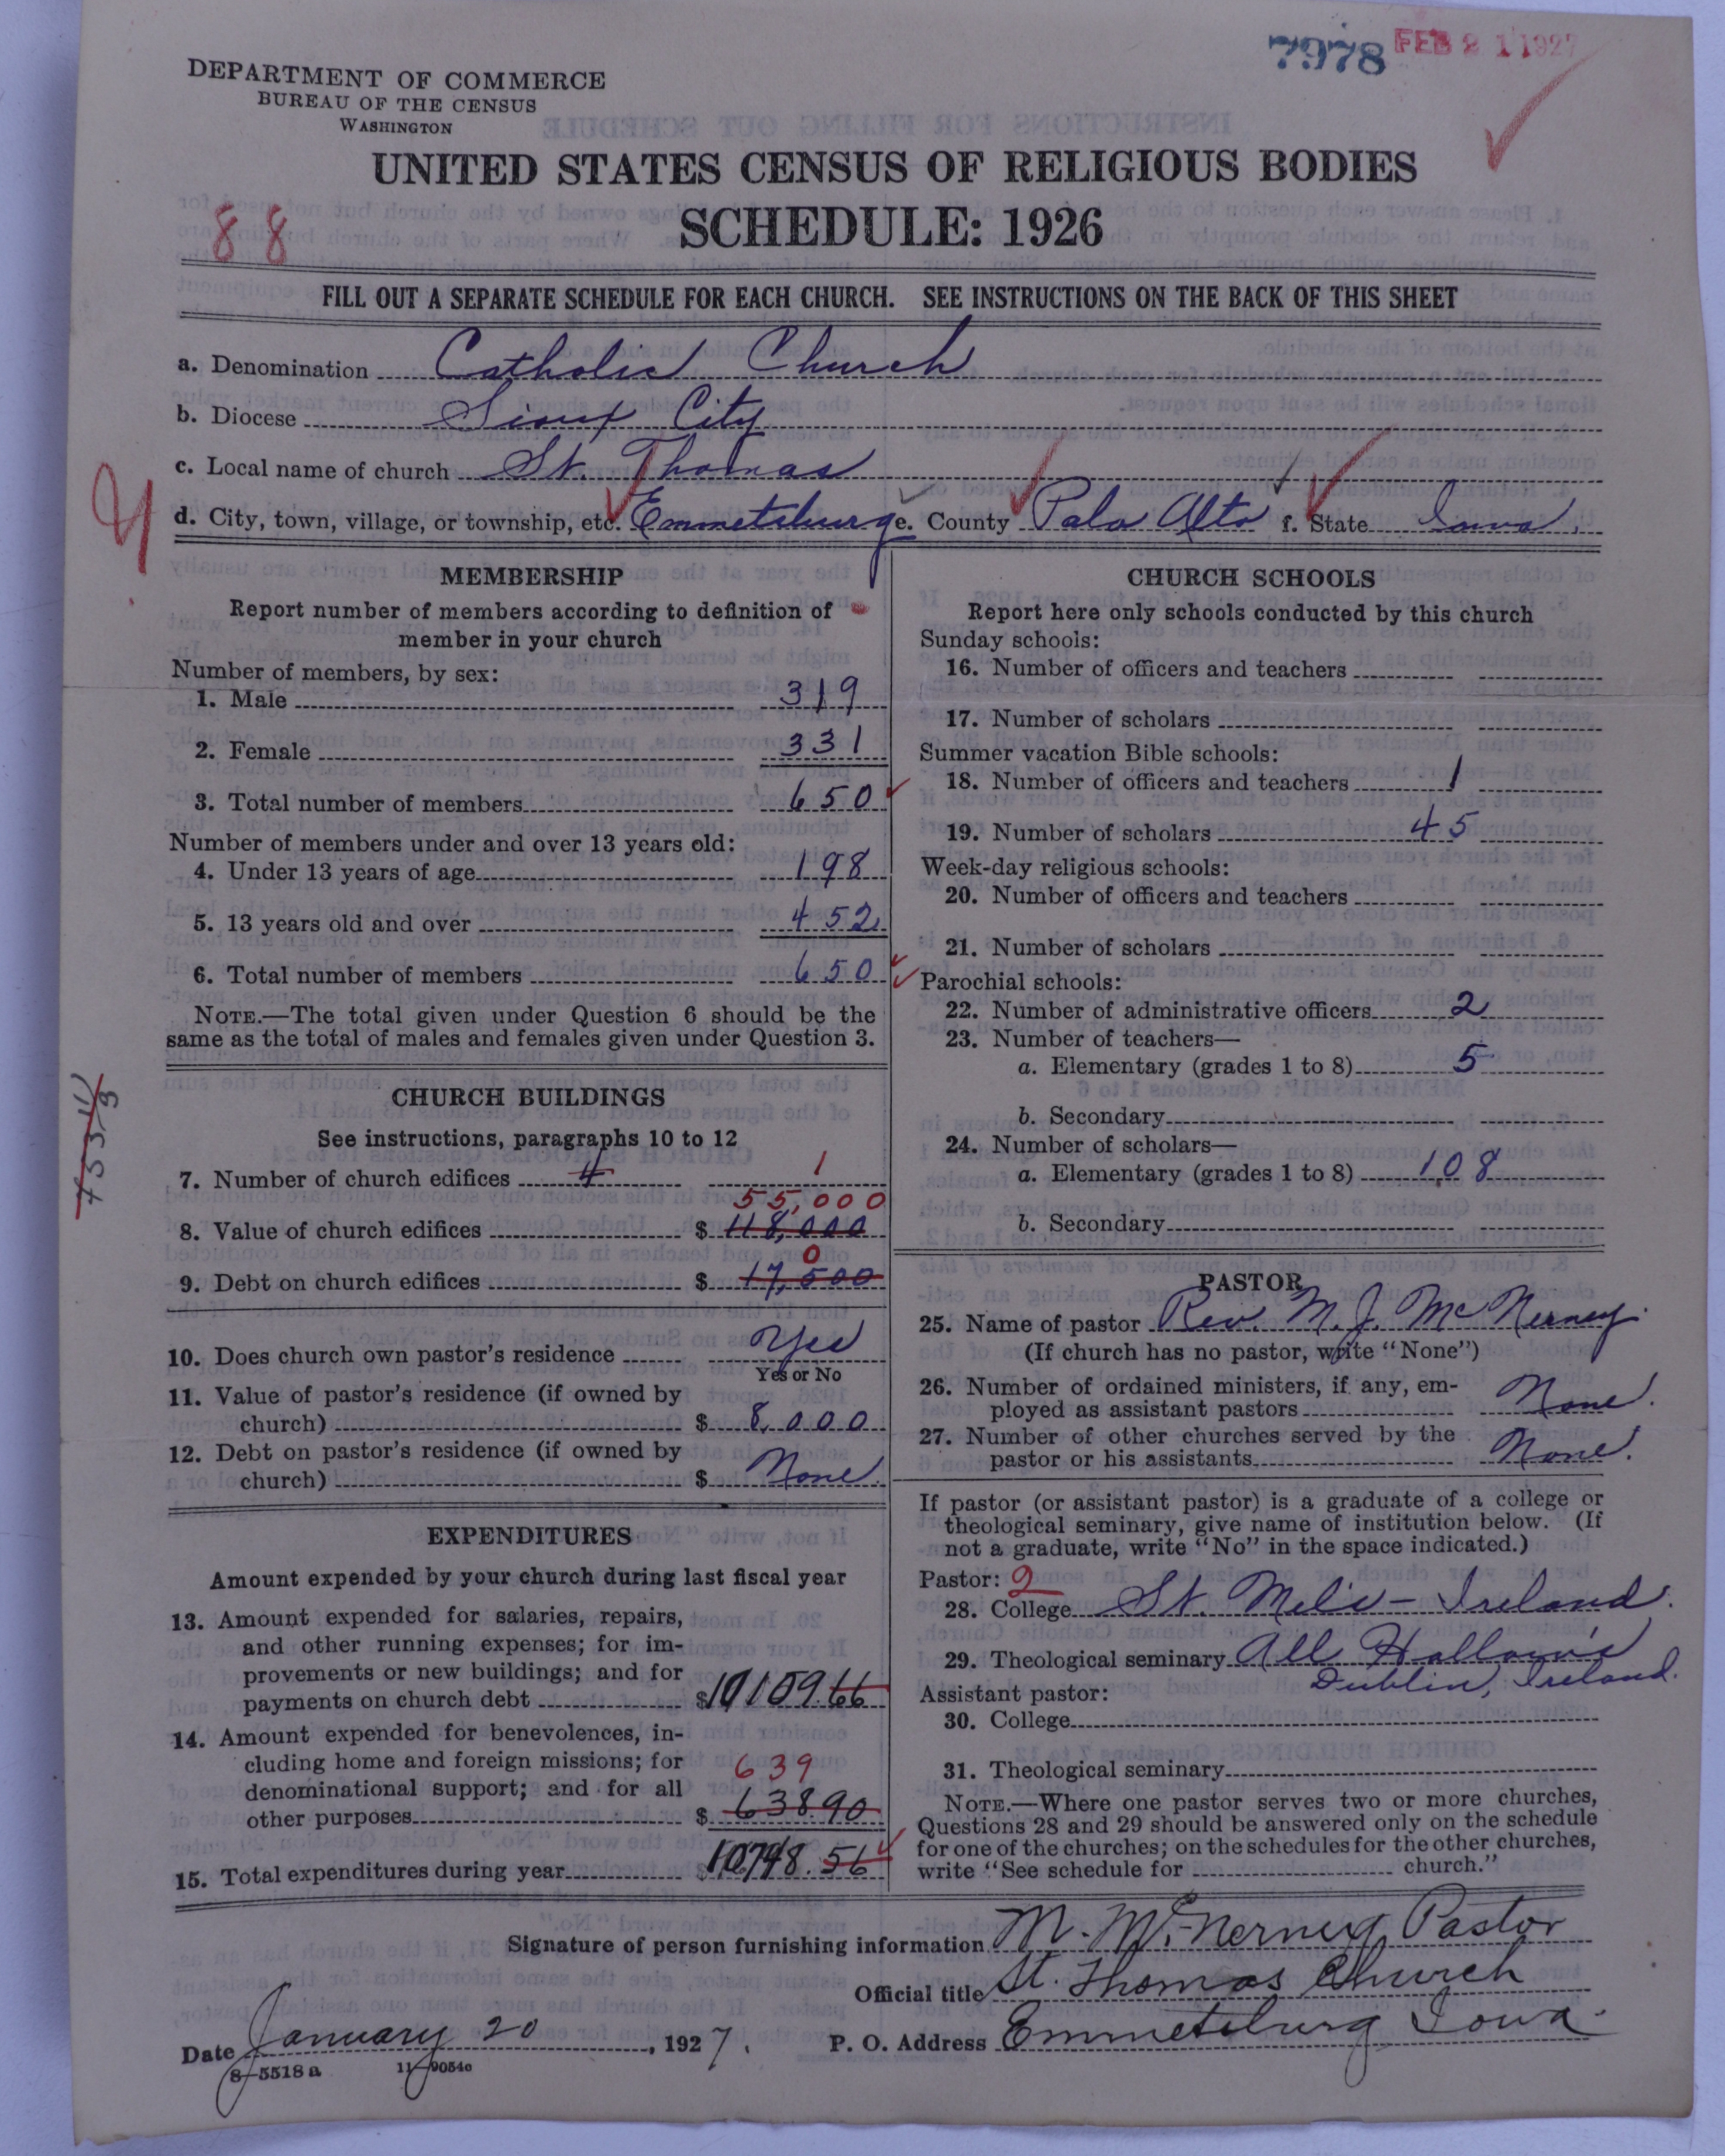 7978 FEB 21 1927
DEPARTMENT OF COMMERCE
BUREAU OF THE CENSUS
WASHINGTON
UNITED STATES CENSUS OF RELIGIOUS BODIES
SCHEDULE: 1926
88
FILL OUT A SEPARATE SCHEDULE FOR EACH CHURCH. SEE INSTRUCTIONS ON THE BACK OF THIS SHEET
a. Denomination Catholic Church
b. Diocese Sioux City
c. Local name of church St. Thomas
d. City, town, village, or township, etc. Emmetsburg e. County Palo Alto f. State Iowa.
MEMBERSHIP
Report number of members according to definition of
member in your church
Number of members, by sex:
1. Male 319
2. Female 331
3. Total number of members 650
Number of members under and over 13 years old:
4. Under 13 years of age 198
5. 13 years old and over 452
6. Total number of members 650
NOTE.—The total given under Question 6 should be the
same as the total of males and females given under Question 3.
CHURCH BUILDINGS
See instructions, paragraphs 10 to 12
7. Number of church edifices 4 1
55,000
8. Value of church edifices $ 118,000
0
9. Debt on church edifices $ 17,500
10. Does church own pastor's residence Yes
Yes or No
11. Value of pastor's residence (if owned by
church) $ 8,000
12. Debt on pastor's residence (if owned by
church) $ None.
EXPENDITURES
Amount expended by your church during last fiscal year
13. Amount expended for salaries, repairs,
and other running expenses; for im-
provements or new buildings; and for
payments on church debt $ 10109.66
14. Amount expended for benevolences, in-
cluding home and foreign missions; for 639
denominational support; and for all
other purposes $ 638.90
15. Total expenditures during year $ 10748.56
CHURCH SCHOOLS
Report here only schools conducted by this church
Sunday schools:
16. Number of officers and teachers
17. Number of scholars
Summer vacation Bible schools:
18. Number of officers and teachers 1
19. Number of scholars 45
Week-day religious schools:
20. Number of officers and teachers
21. Number of scholars
Parochial schools:
22. Number of administrative officers 2
23. Number of teachers—
a. Elementary (grades 1 to 8) 5
b. Secondary
24. Number of scholars—
a. Elementary (grades 1 to 8) 108
b. Secondary
PASTOR
25. Name of pastor Rev. M. J. McNerney
(If church has no pastor, write "None")
26. Number of ordained ministers, if any, em-
ployed as assistant pastors None.
27. Number of other churches served by the
pastor or his assistants None.
If pastor (or assistant pastor) is a graduate of a college or
theological seminary, give name of institution below. (If
not a graduate, write "No" in the space indicated.)
Pastor: 2
28. College St. Mel's - Ireland.
29. Theological seminary All Hallow's
Dublin, Ireland.
Assistant pastor:
30. College
31. Theological seminary
NOTE.—Where one pastor serves two or more churches,
Questions 28 and 29 should be answered only on the schedule
for one of the churches; on the schedules for the other churches,
write "See schedule for church."
Signature of person furnishing information M. McNerney Pastor
Official title St. Thomas Church
Date January 20, 1927. P. O. Address Emmetsburg Iowa.
8-5518 a 11-9054c